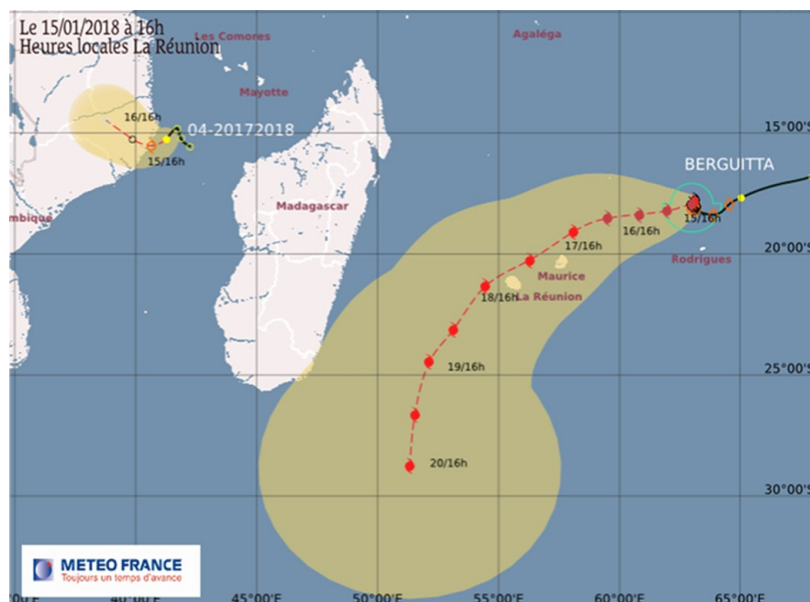 Le 15/01/2018 à 16h
Heures locales La Réunion
Les Comores
Agaléga
Mayotte
16/16h
04-20172018
15°00'S
15/16h
BERGUITTA
Madagascar
15/16h
mbique
16/16h
17/16h
20°00'S
Rodrigues
Maurice
18/16h
La Réunion
19/16h
25°00'S
20/16h
30°00'S
METEO FRANCE
Toujours un temps d'avance
40°00'E
45°00'E
50°00'E
55°00'E
60°00'E
65°00'E